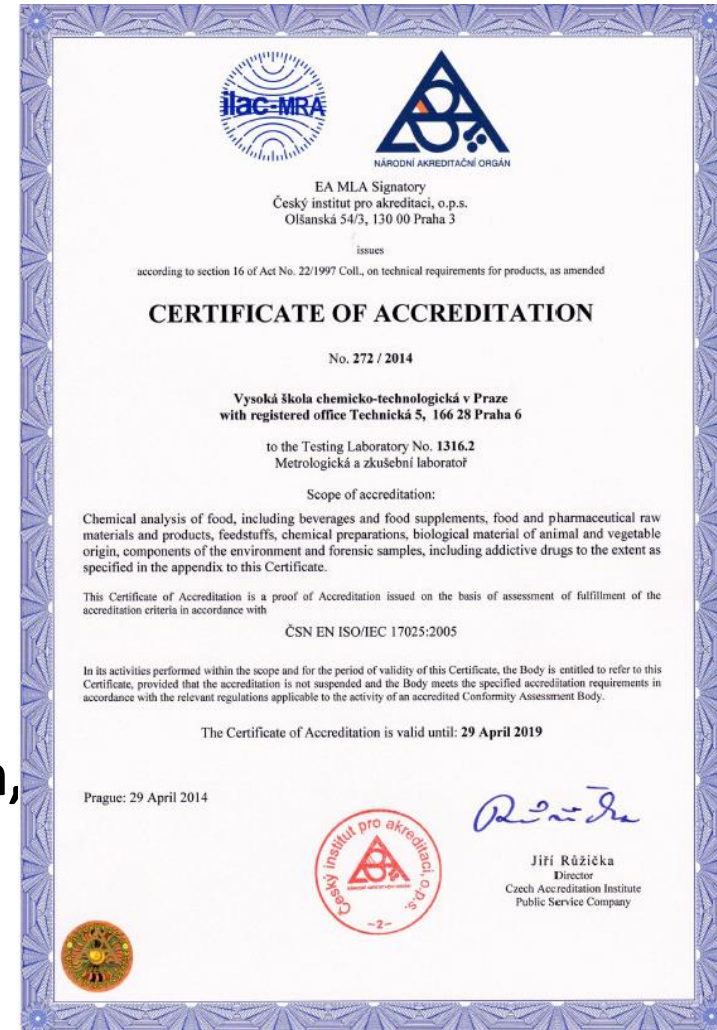 ilac-MRA
NÁRODNÍ AKREDITAČNÍ ORGÁN
EA MLA Signatory
Český institut pro akreditaci, o.p.s.
Olšanská 54/3, 130 00 Praha 3
issues
according to section 16 of Act No. 22/1997 Coll., on technical requirements for products, as amended
CERTIFICATE OF ACCREDITATION
No. 272 / 2014
Vysoká škola chemicko-technologická v Praze
with registered office Technická 5, 166 28 Praha 6
to the Testing Laboratory No. 1316.2
Metrologická a zkušební laboratoř
Scope of accreditation:
Chemical analysis of food, including beverages and food supplements, food and pharmaceutical raw
materials and products, feedstuffs, chemical preparations, biological material of animal and vegetable
origin, components of the environment and forensic samples, including addictive drugs to the extent as
specified in the appendix to this Certificate.
This Certificate of Accreditation is a proof of Accreditation issued on the basis of assessment of fulfillment of the
accreditation criteria in accordance with
ČSN EN ISO/IEC 17025:2005
In its activities performed within the scope and for the period of validity of this Certificate, the Body is entitled to refer to this
Certificate, provided that the accreditation is not suspended and the Body meets the specified accreditation requirements in
accordance with the relevant regulations applicable to the activity of an accredited Conformity Assessment Body.
The Certificate of Accreditation is valid until: 29 April 2019
Prague: 29 April 2014
Český institut pro akreditaci, o.p.s.
-2-
Jiří Růžička
Director
Czech Accreditation Institute
Public Service Company